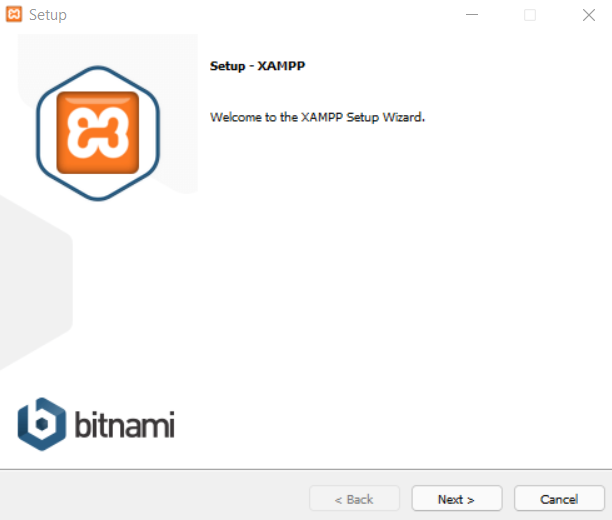 Setup
Setup - XAMPP
Welcome to the XAMPP Setup Wizard.
bitnami
< Back
Next >
Cancel